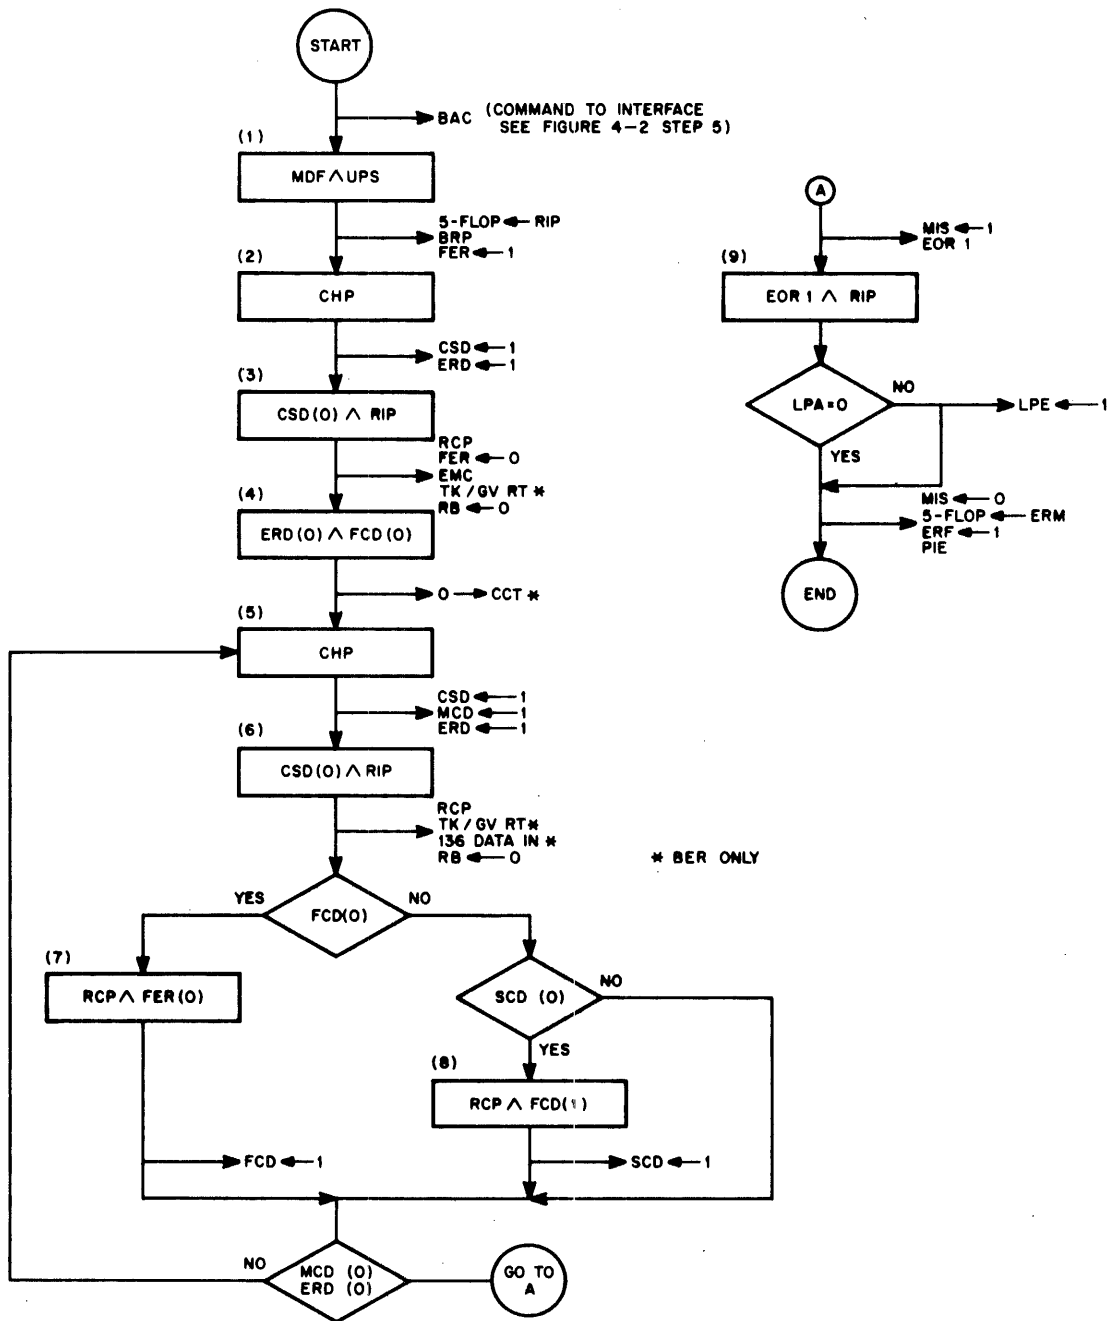 START
BAC (COMMAND TO INTERFACE
SEE FIGURE 4-2 STEP 5)
(1)
MDF ∧ UPS
5-FLOP ← RIP
BRP
FER ← 1
(2)
CHP
CSD ← 1
ERD ← 1
(3)
CSD(0) ∧ RIP
RCP
FER ← 0
EMC
TK/GV RT *
RB ← 0
(4)
ERD(0) ∧ FCD(0)
0 → CCT *
(5)
CHP
CSD ← 1
MCD ← 1
ERD ← 1
(6)
CSD(0) ∧ RIP
RCP
TK/GV RT *
136 DATA IN *
RB ← 0
* BER ONLY
YES
FCD(0)
NO
(7)
RCP ∧ FER(0)
FCD ← 1
SCD (0)
NO
YES
(8)
RCP ∧ FCD(1)
SCD ← 1
NO
MCD (0)
ERD (0)
GO TO
A
A
MIS ← 1
EOR 1
(9)
EOR 1 ∧ RIP
LPA=0
NO
LPE ← 1
YES
MIS ← 0
5-FLOP ← ERM
ERF ← 1
PIE
END